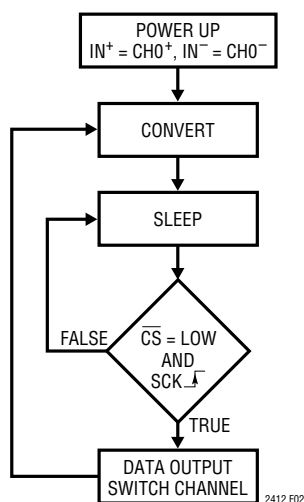 POWER UP
IN⁺ = CH0⁺, IN⁻ = CH0⁻
CONVERT
SLEEP
FALSE
C̅S̅ = LOW
AND
SCK
TRUE
DATA OUTPUT
SWITCH CHANNEL
2412 F02